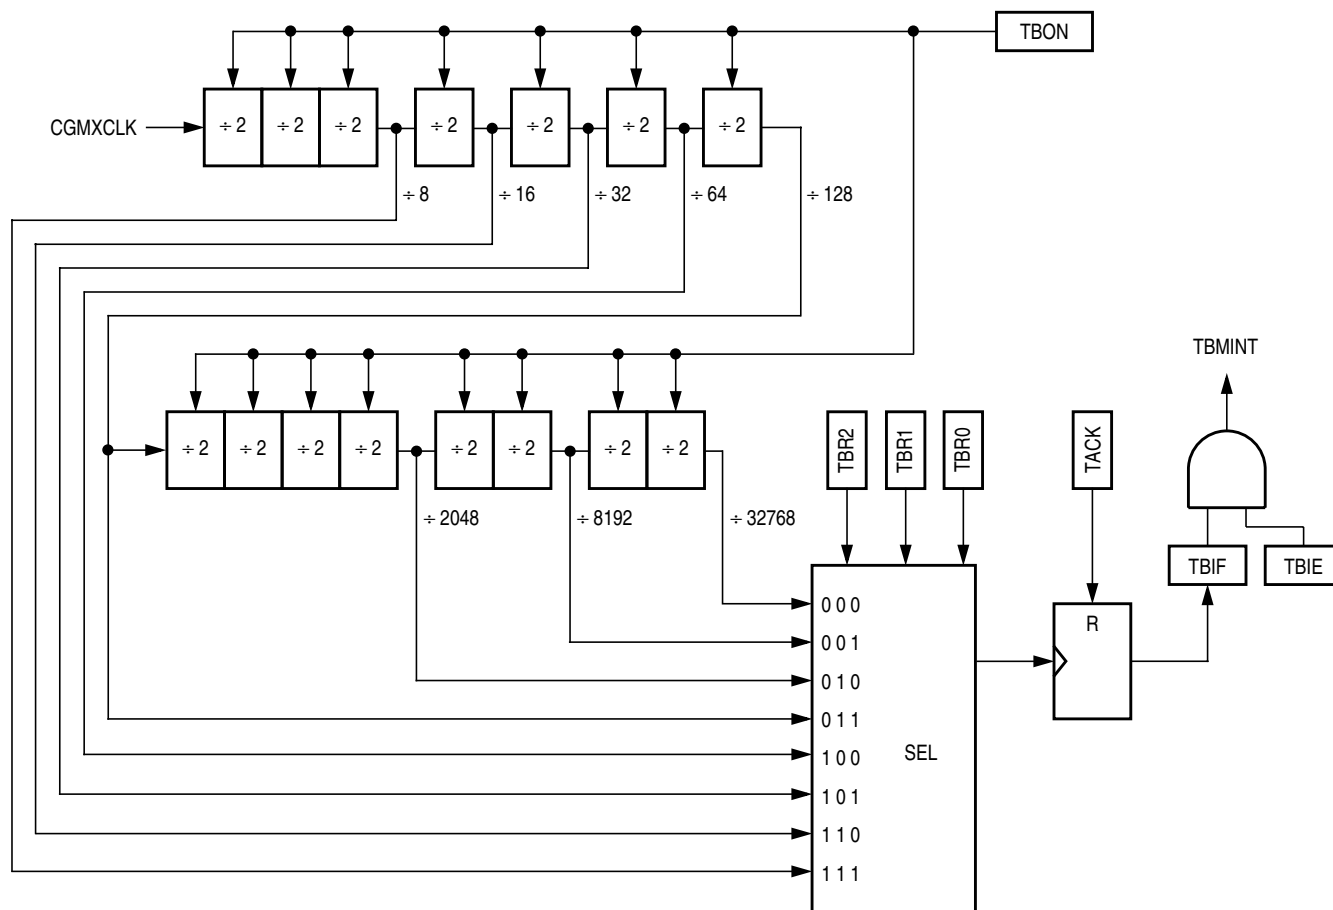 TBON
CGMXCLK
÷ 2 ÷ 2 ÷ 2 ÷ 2 ÷ 2 ÷ 2 ÷ 2
÷ 8 ÷ 16 ÷ 32 ÷ 64 ÷ 128
TBMINT
÷ 2 ÷ 2 ÷ 2 ÷ 2 ÷ 2 ÷ 2 ÷ 2 ÷ 2
TBR2
TBR1
TBR0
TACK
÷ 2048 ÷ 8192 ÷ 32768
TBIF TBIE
0 0 0
0 0 1
0 1 0
0 1 1
1 0 0
1 0 1
1 1 0
1 1 1
SEL
R